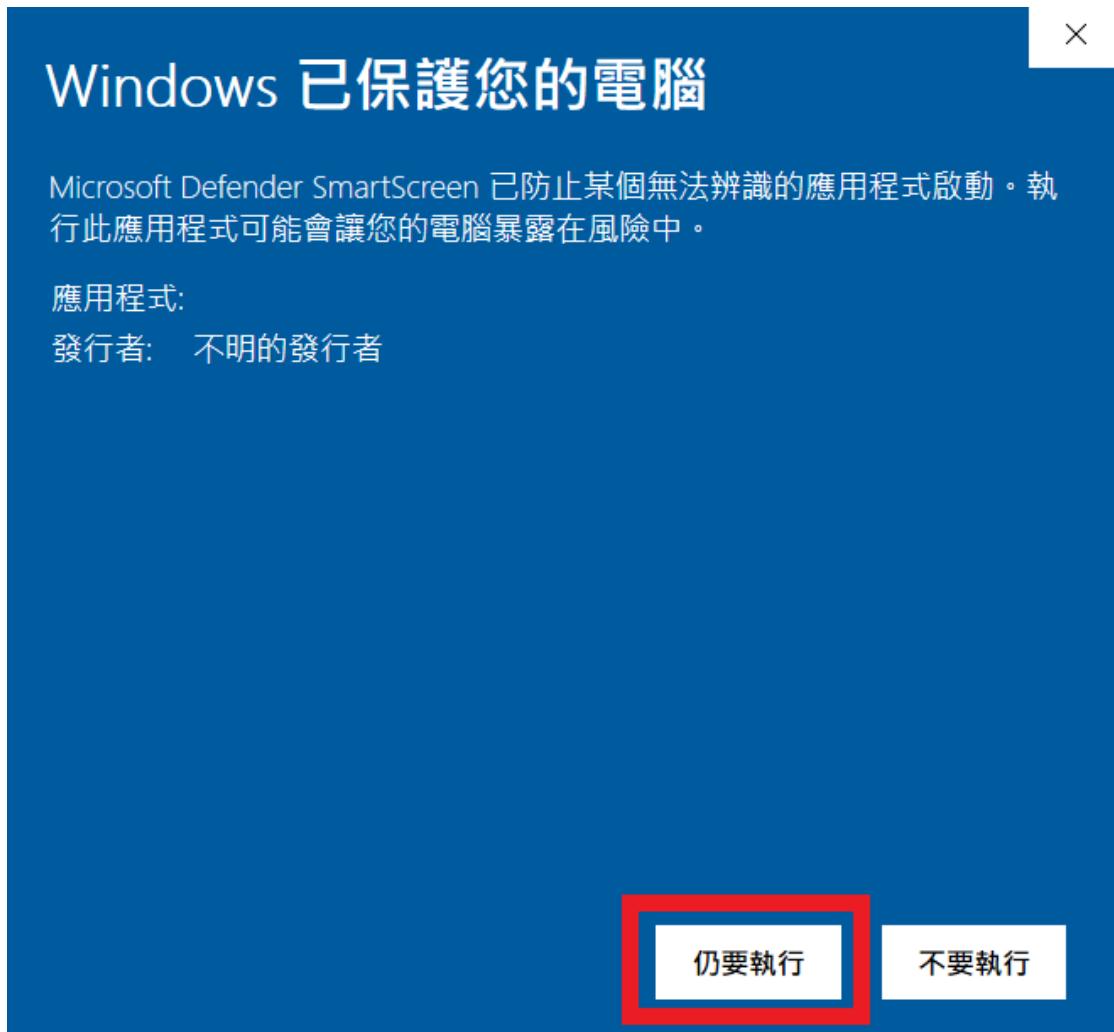 Windows 已保護您的電腦
Microsoft Defender SmartScreen 已防止某個無法辨識的應用程式啟動。執
行此應用程式可能會讓您的電腦暴露在風險中。
應用程式:
發行者: 不明的發行者
仍要執行 不要執行